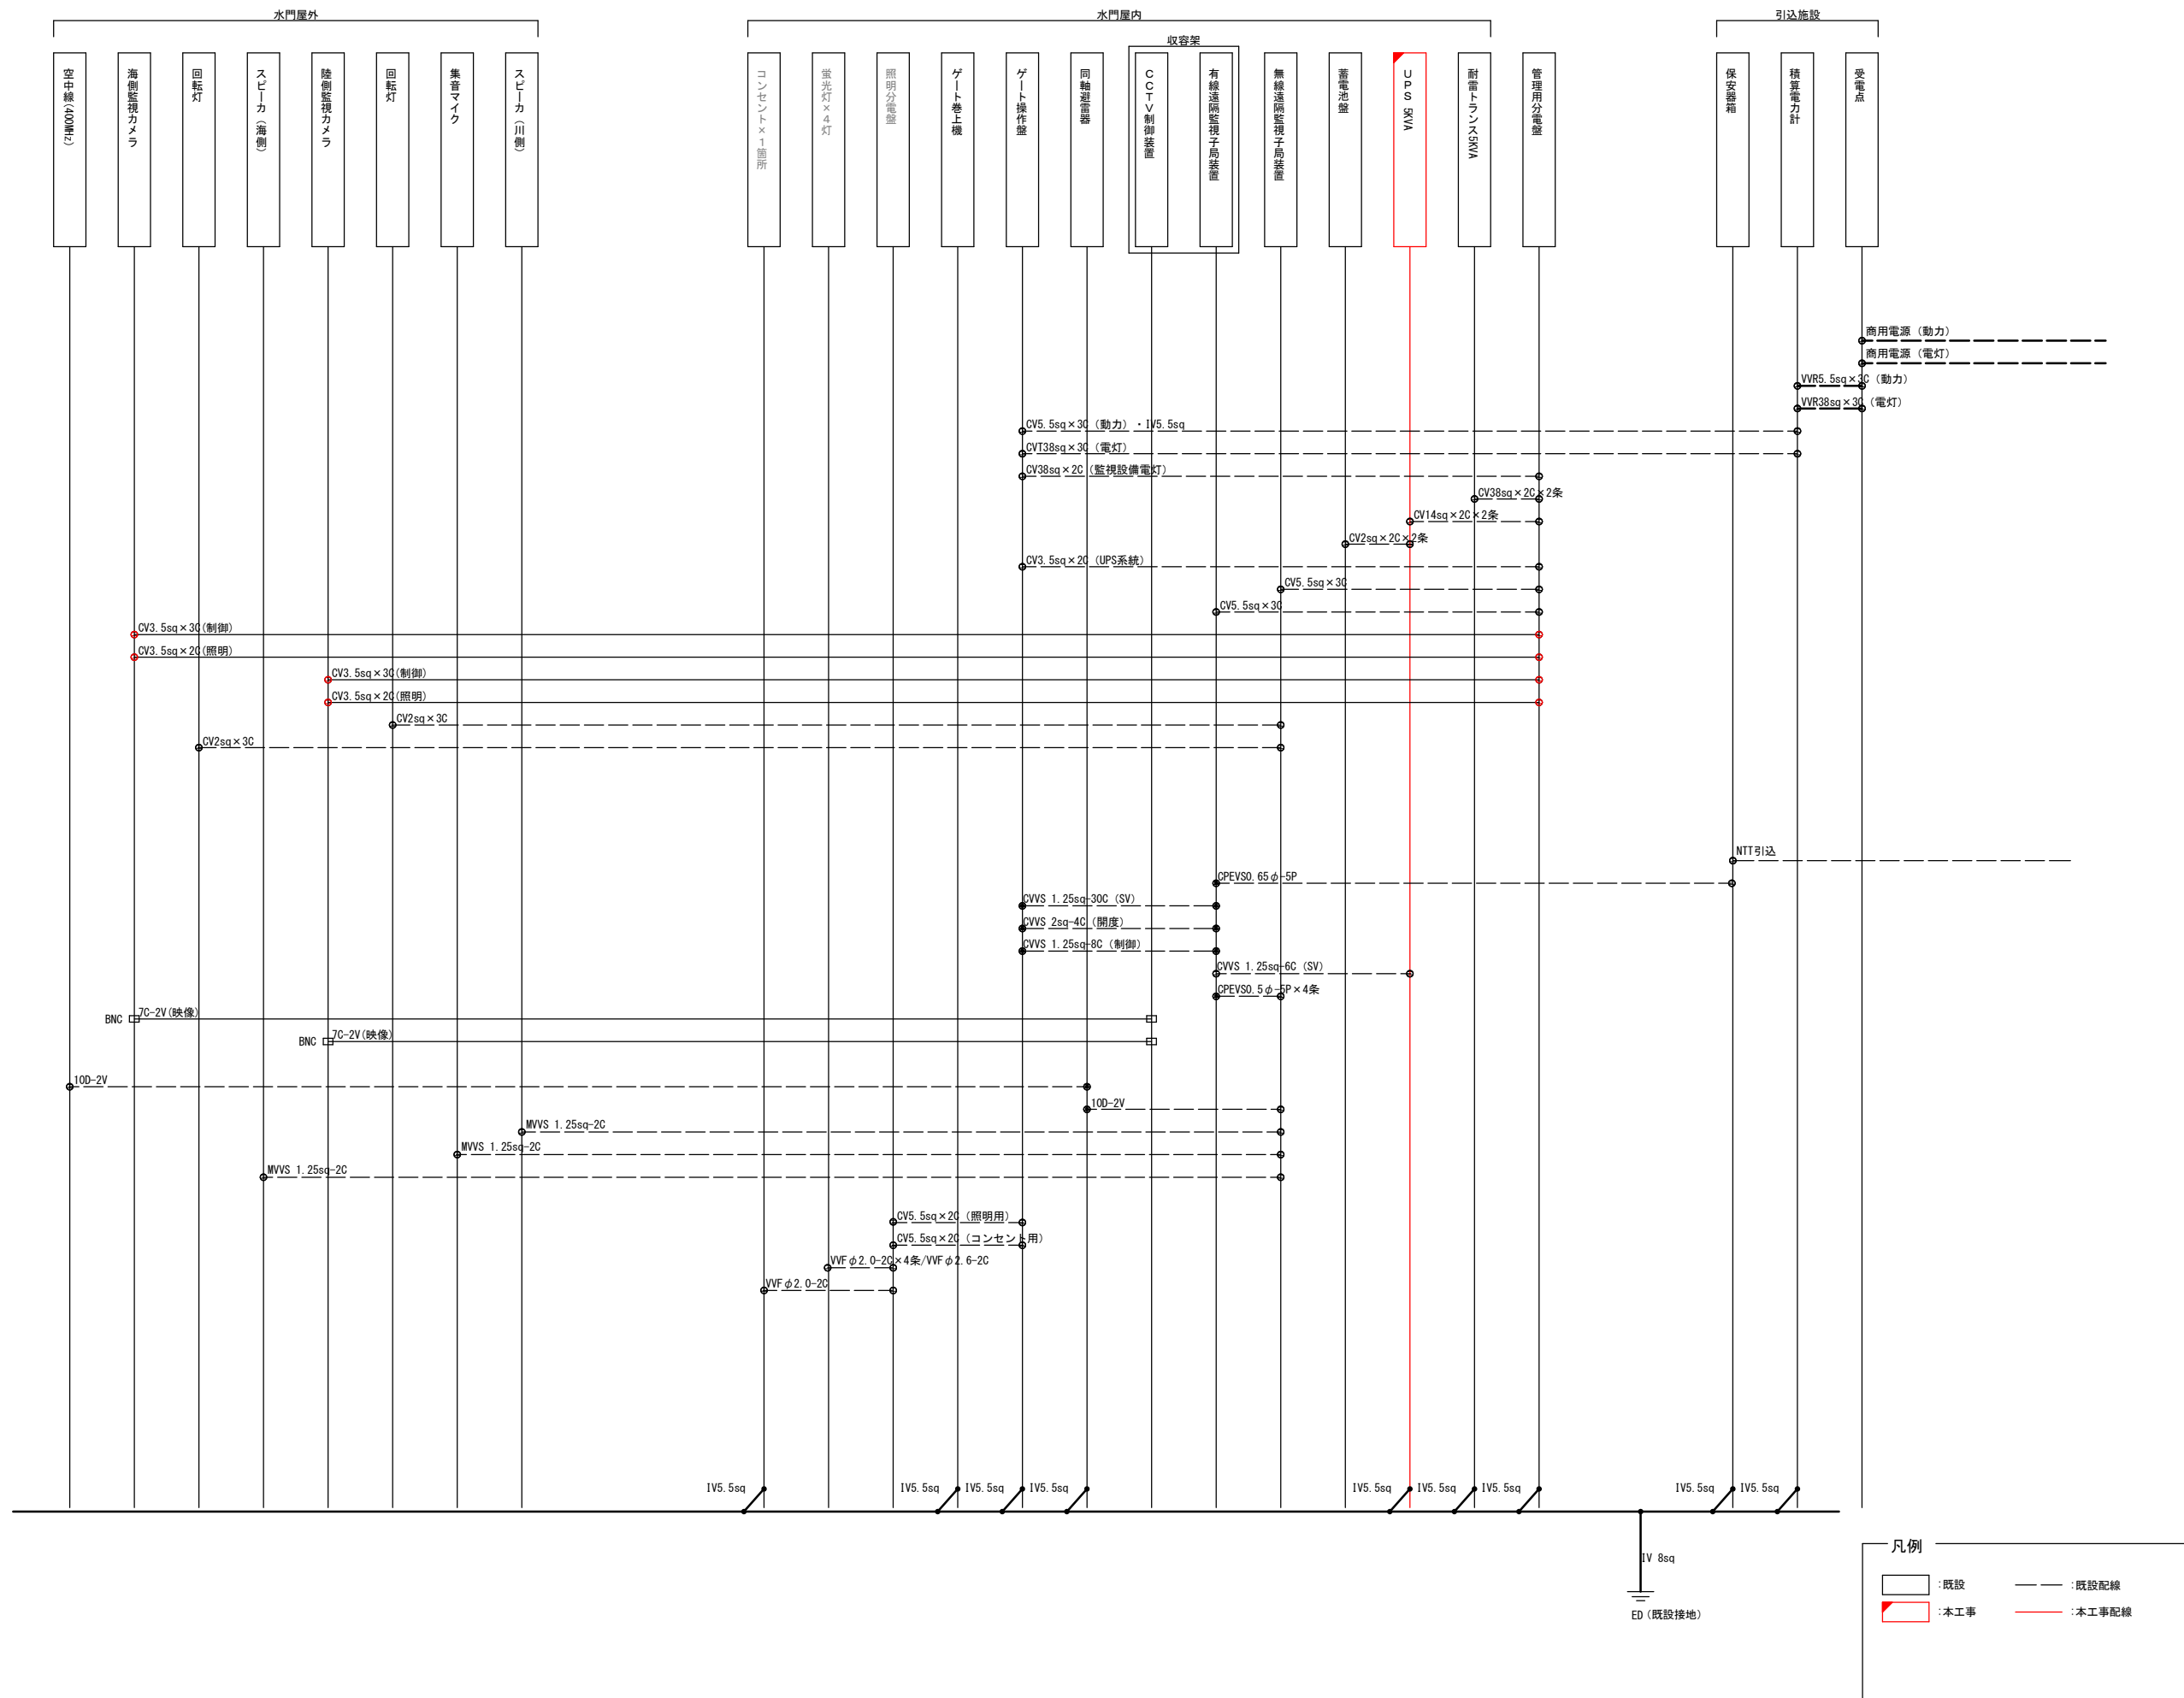 水門屋外
水門屋内
引込施設
収容架
空中線(400MHz)
海側監視カメラ
回転灯
スピーカ（海側）
陸側監視カメラ
回転灯
集音マイク
スピーカ（川側）
コンセント×1箇所
蛍光灯×4灯
照明分電盤
ゲート巻上機
ゲート操作盤
同軸避雷器
CCTV制御装置
有線遠隔監視子局装置
無線遠隔監視子局装置
蓄電池盤
UPS 5KVA
耐雷トランス5KVA
管理用分電盤
保安器箱
積算電力計
受電点
商用電源（動力）
商用電源（電灯）
VVR5.5sq×3C（動力）
VVR38sq×3C（電灯）
CV5.5sq×3C（動力）・IV5.5sq
CVT38sq×3C（電灯）
CV38sq×2C（監視設備電灯）
CV38sq×2C×2条
CV14sq×2C×2条
CV2sq×2C×2条
CV3.5sq×2C（UPS系統）
CV5.5sq×3C
CV5.5sq×3C
CV3.5sq×3C(制御)
CV3.5sq×2C(照明)
CV3.5sq×3C(制御)
CV3.5sq×2C(照明)
CV2sq×3C
CV2sq×3C
NTT引込
CPEVS0.65φ-5P
CVVS 1.25sq-30C（SV）
CVVS 2sq-4C（開度）
CVVS 1.25sq-8C（制御）
CVVS 1.25sq-6C（SV）
CPEVS0.5φ-5P×4条
BNC 7C-2V(映像)
BNC 7C-2V(映像)
10D-2V
10D-2V
MVVS 1.25sq-2C
MVVS 1.25sq-2C
MVVS 1.25sq-2C
CV5.5sq×2C（照明用）
CV5.5sq×2C（コンセント用）
VVFφ2.0-2C×4条/VVFφ2.6-2C
VVFφ2.0-2C
IV5.5sq
IV5.5sq
IV5.5sq
IV5.5sq
IV5.5sq
IV5.5sq
IV5.5sq
IV5.5sq
IV5.5sq
IV 8sq
ED（既設接地）
凡例
:既設
:既設配線
:本工事
:本工事配線